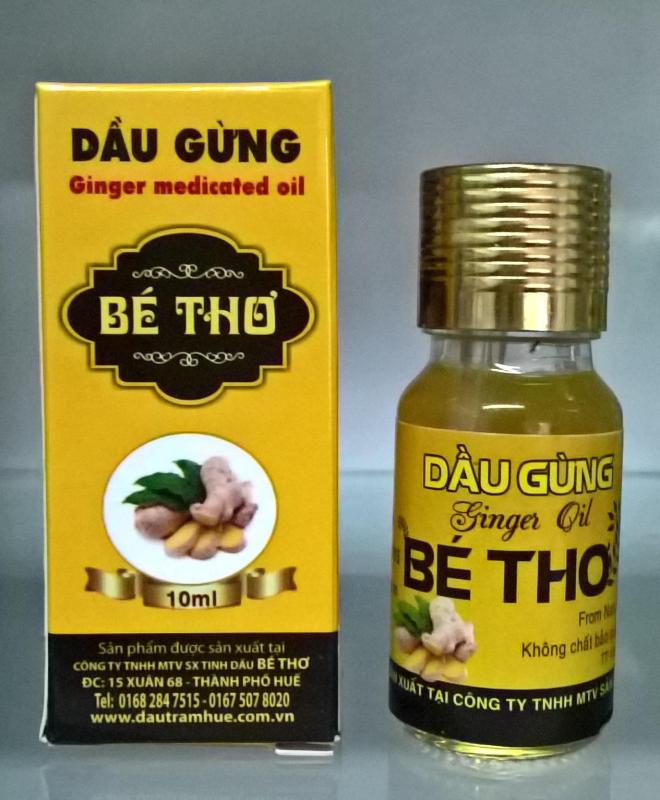 DẦU GỪNG
Ginger medicated oil
BÉ THƠ
10ml
Sản phẩm được sản xuất tại
CÔNG TY TNHH MTV SX TINH DẦU BÉ THƠ
ĐC: 15 XUÂN 68 - THÀNH PHỐ HUẾ
Tel: 0168 284 7515 - 0167 507 8020
www.dautramhue.com.vn
DẦU GỪNG
Ginger Oil
BÉ THƠ
From
Không chất bảo
XUẤT TẠI CÔNG TY TNHH MTV